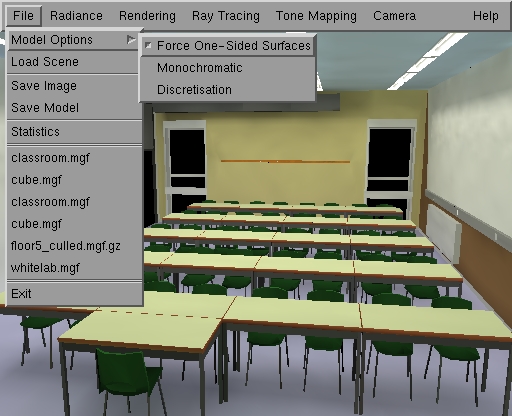 File Radiance Rendering Ray Tracing Tone Mapping Camera Help
Model Options
Force One-Sided Surfaces
Load Scene
Monochromatic
Save Image
Discretisation
Save Model
Statistics
classroom.mgf
cube.mgf
classroom.mgf
cube.mgf
floor5_culled.mgf.gz
whitelab.mgf
Exit